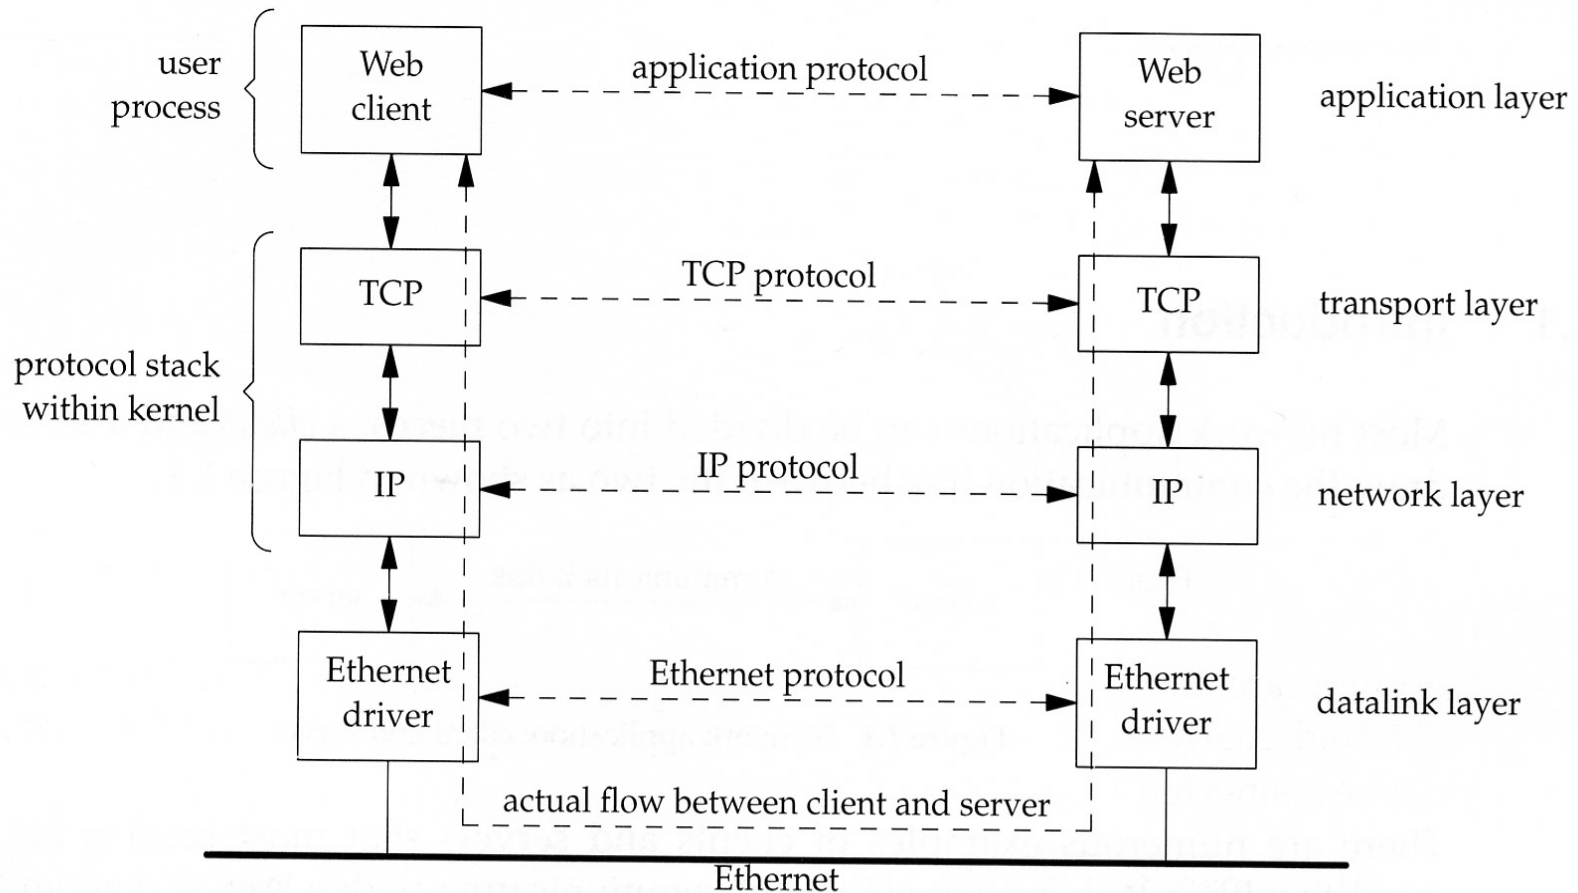 user
process
Web
client
application protocol
Web
server
application layer
TCP
TCP protocol
TCP
transport layer
protocol stack
within kernel
IP
IP protocol
IP
network layer
Ethernet
driver
Ethernet protocol
Ethernet
driver
datalink layer
actual flow between client and server
Ethernet